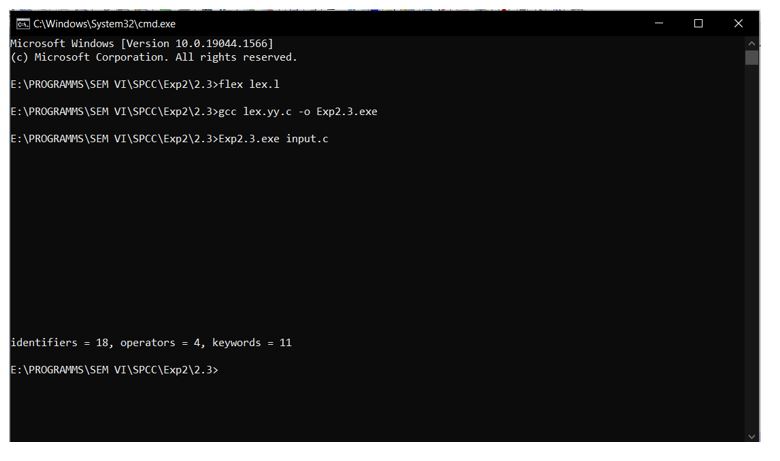 C:\Windows\System32\cmd.exe
Microsoft Windows [Version 10.0.19044.1566]
(c) Microsoft Corporation. All rights reserved.
E:\PROGRAMMS\SEM VI\SPCC\Exp2\2.3>flex lex.l
E:\PROGRAMMS\SEM VI\SPCC\Exp2\2.3>gcc lex.yy.c -o Exp2.3.exe
E:\PROGRAMMS\SEM VI\SPCC\Exp2\2.3>Exp2.3.exe input.c
identifiers = 18, operators = 4, keywords = 11
E:\PROGRAMMS\SEM VI\SPCC\Exp2\2.3>